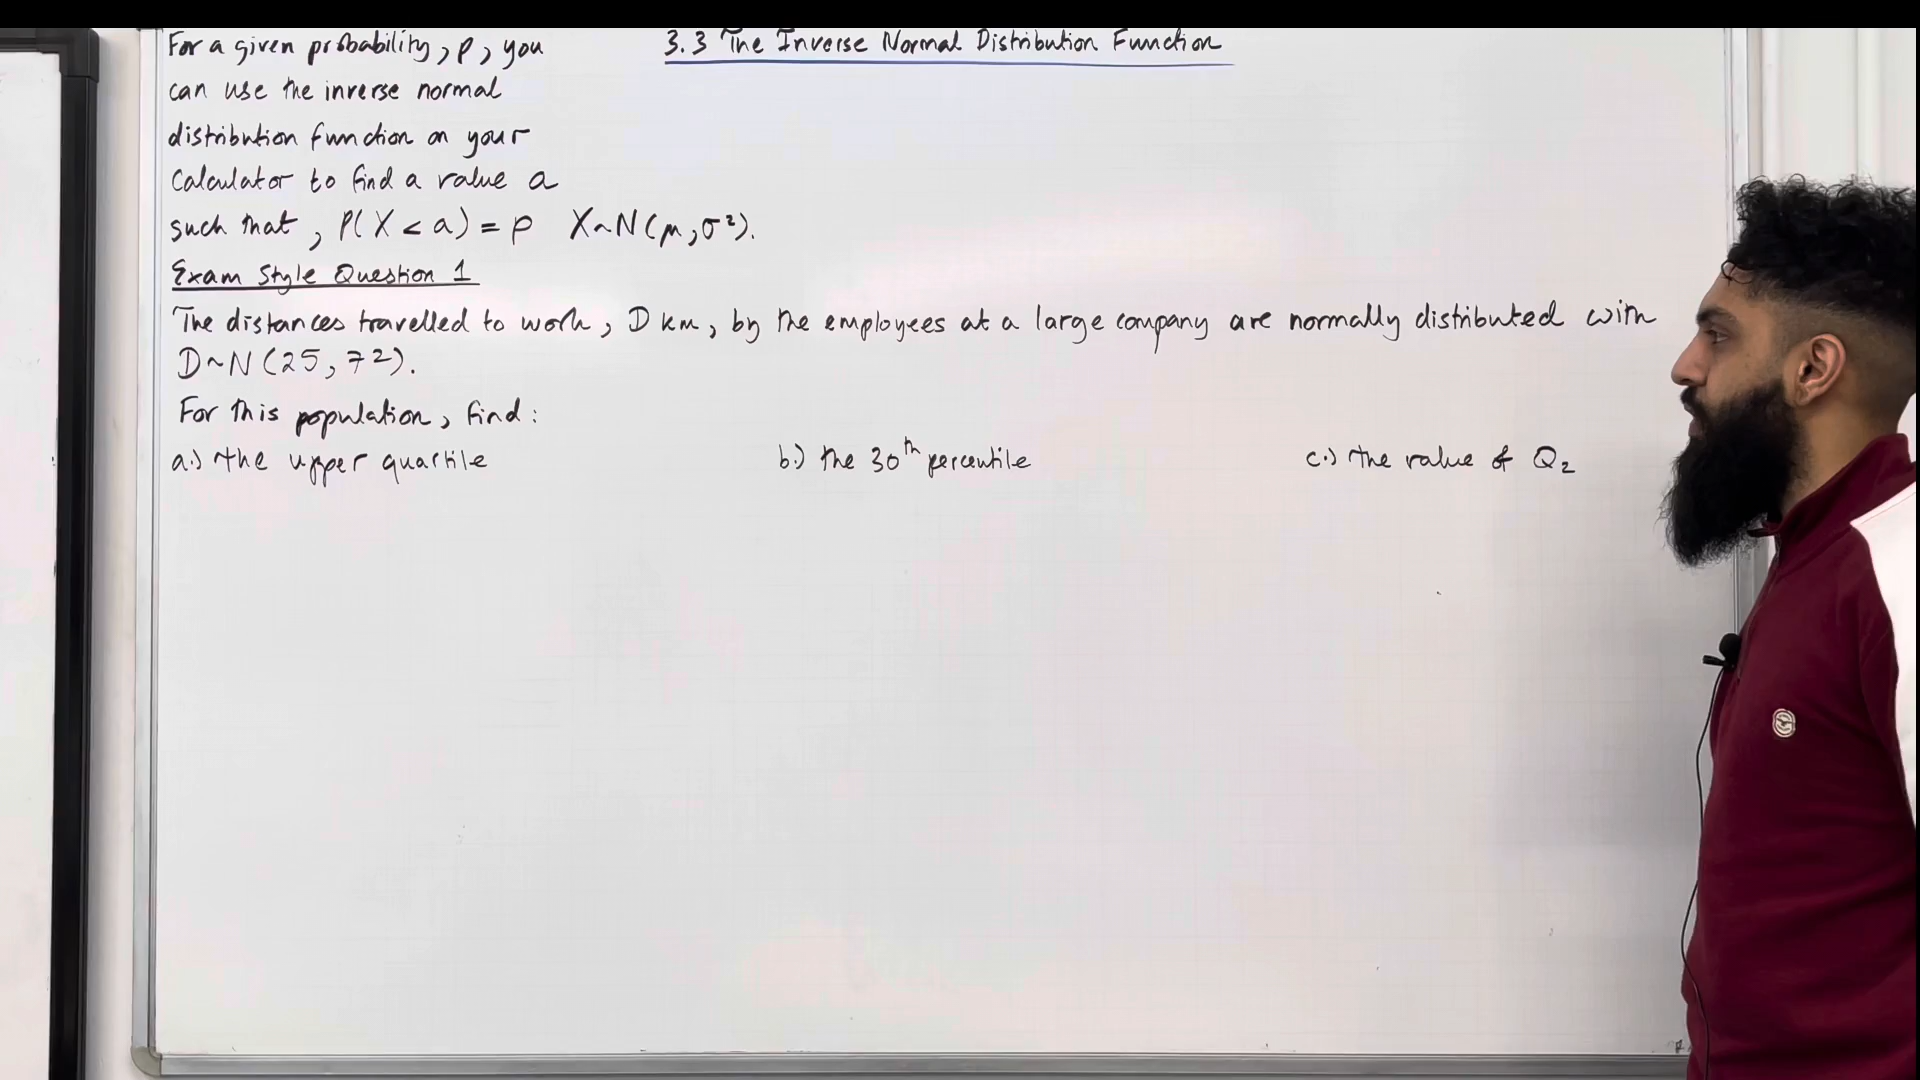 3.3 The Inverse Normal Distribution Function
For a given probability, p, you
can use the inverse normal
distribution function on your
calculator to find a value a
such that, P(X < a) = p X~N(μ, σ²).
Exam Style Question 1
The distances travelled to work, D km, by the employees at a large company are normally distributed with
D~N(25, 7²).
For this population, find:
a.) the upper quartile b.) the 30th percentile c.) the value of Q₂